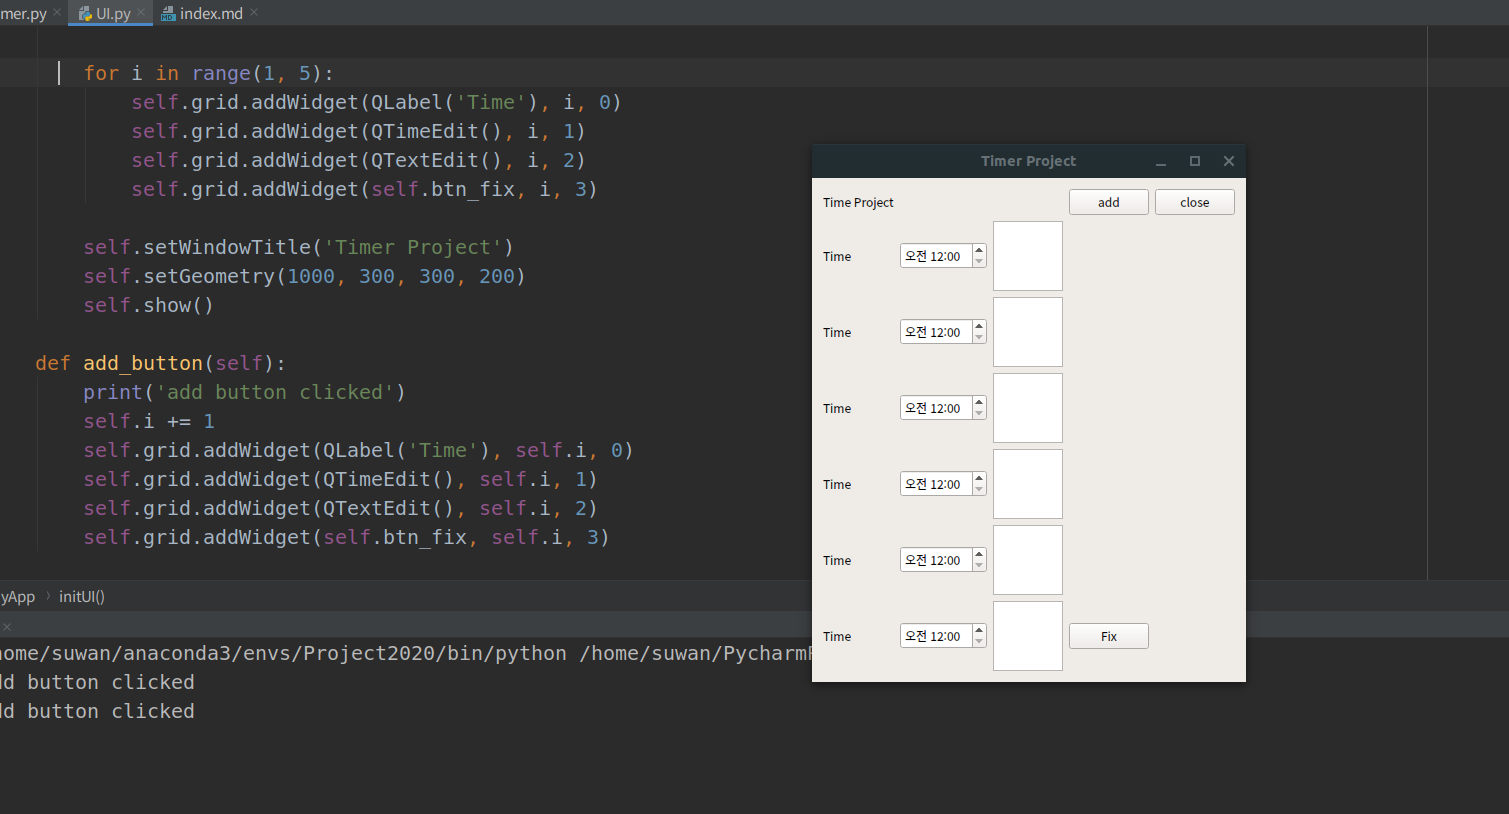 mer.py UI.py index.md
for i in range(1, 5):
self.grid.addWidget(QLabel('Time'), i, 0)
self.grid.addWidget(QTimeEdit(), i, 1)
self.grid.addWidget(QTextEdit(), i, 2)
self.grid.addWidget(self.btn_fix, i, 3)
self.setWindowTitle('Timer Project')
self.setGeometry(1000, 300, 300, 200)
self.show()
def add_button(self):
print('add button clicked')
self.i += 1
self.grid.addWidget(QLabel('Time'), self.i, 0)
self.grid.addWidget(QTimeEdit(), self.i, 1)
self.grid.addWidget(QTextEdit(), self.i, 2)
self.grid.addWidget(self.btn_fix, self.i, 3)
yApp › initUI()
ome/suwan/anaconda3/envs/Project2020/bin/python /home/suwan/Pycharm
d button clicked
d button clicked
Timer Project
Time Project add close
Time 오전 12:00
Time 오전 12:00
Time 오전 12:00
Time 오전 12:00
Time 오전 12:00
Time 오전 12:00 Fix